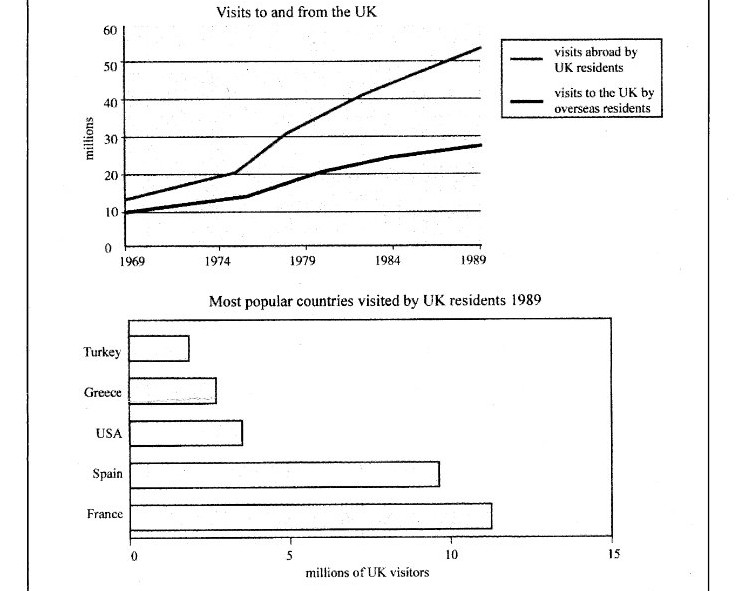 Visits to and from the UK
60
50
40
30
20
10
0
millions
1969 1974 1979 1984 1989
visits abroad by
UK residents
visits to the UK by
overseas residents
Most popular countries visited by UK residents 1989
Turkey
Greece
USA
Spain
France
0 5 10 15
millions of UK visitors